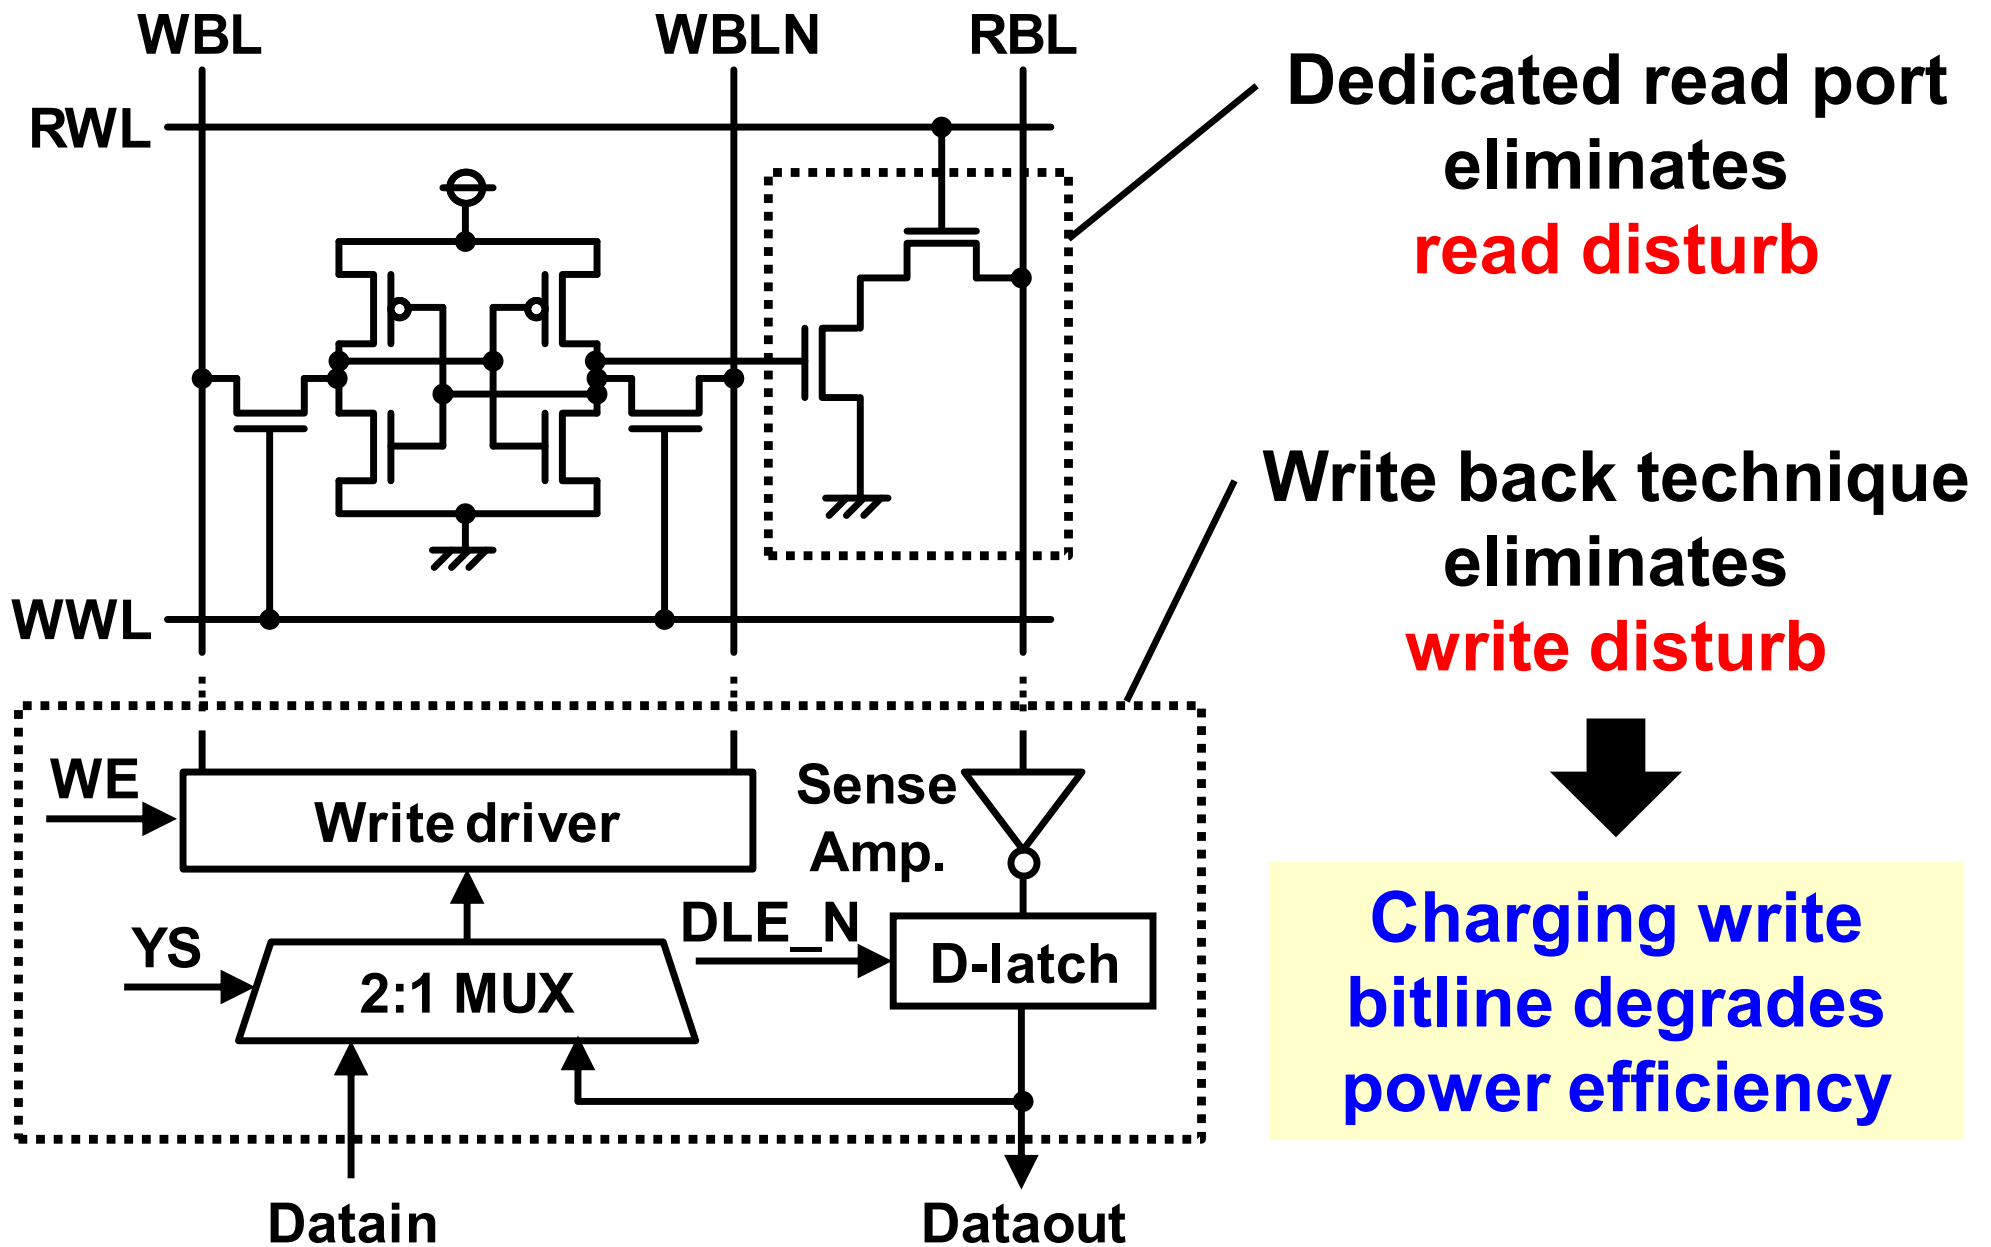 WBL
WBLN
RBL
RWL
Dedicated read port
eliminates
read disturb
WWL
Write back technique
eliminates
write disturb
WE
Write driver
Sense
Amp.
YS
2:1 MUX
DLE_N
D-latch
Charging write
bitline degrades
power efficiency
Datain
Dataout